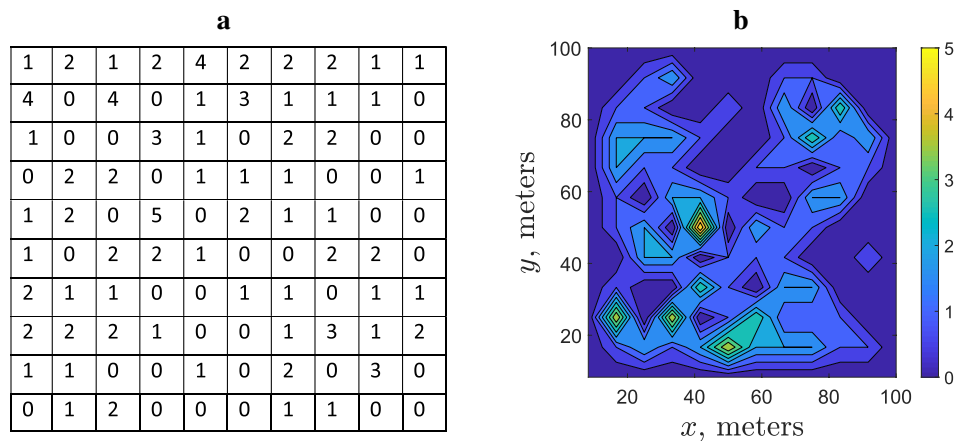 a
1 2 1 2 4 2 2 2 1 1
4 0 4 0 1 3 1 1 1 0
1 0 0 3 1 0 2 2 0 0
0 2 2 0 1 1 1 0 0 1
1 2 0 5 0 2 1 1 0 0
1 0 2 2 1 0 0 2 2 0
2 1 1 0 0 1 1 0 1 1
2 2 2 1 0 0 1 3 1 2
1 1 0 0 1 0 2 0 3 0
0 1 2 0 0 0 1 1 0 0
b
100
80
60
40
20
y, meters
20 40 60 80 100
x, meters
5
4
3
2
1
0